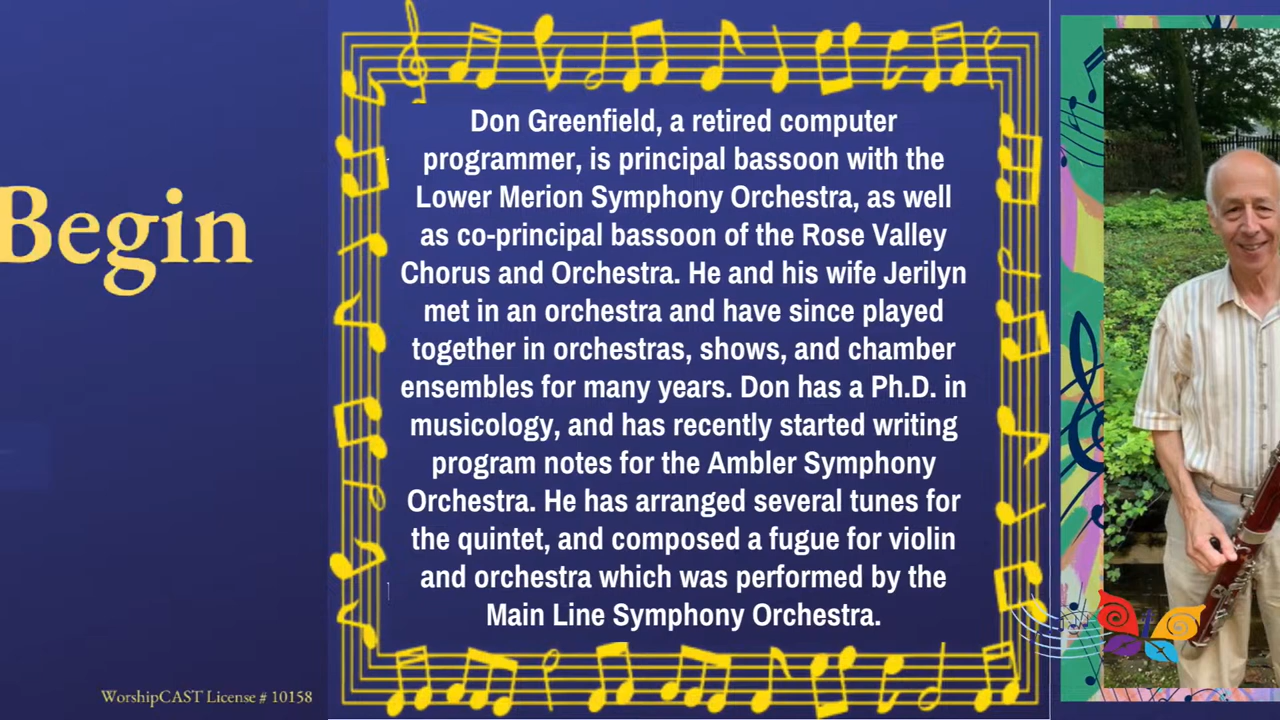 Begin
WorshipCAST License # 10158
Don Greenfield, a retired computer
programmer, is principal bassoon with the
Lower Merion Symphony Orchestra, as well
as co-principal bassoon of the Rose Valley
Chorus and Orchestra. He and his wife Jerilyn
met in an orchestra and have since played
together in orchestras, shows, and chamber
ensembles for many years. Don has a Ph.D. in
musicology, and has recently started writing
program notes for the Ambler Symphony
Orchestra. He has arranged several tunes for
the quintet, and composed a fugue for violin
and orchestra which was performed by the
Main Line Symphony Orchestra.